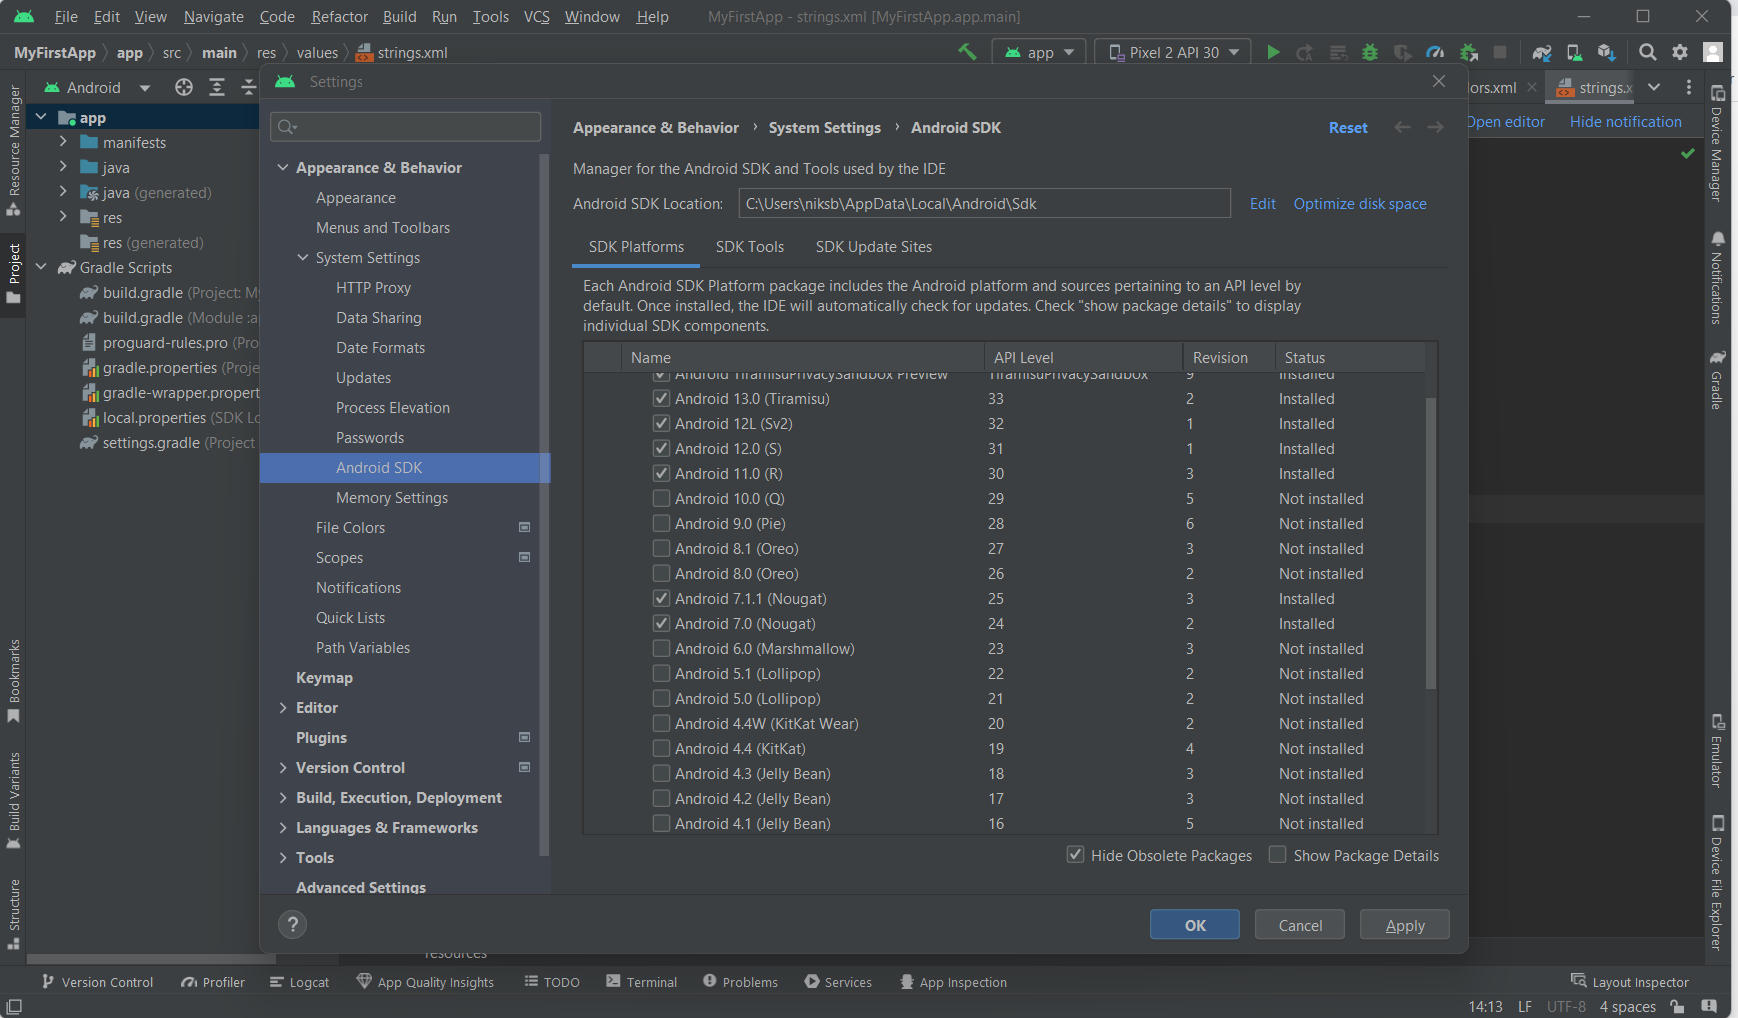 File Edit View Navigate Code Refactor Build Run Tools VCS Window Help MyFirstApp - strings.xml [MyFirstApp.app.main]
MyFirstApp app src main res values strings.xml app Pixel 2 API 30
Android
Settings
ors.xml strings.x
Open editor Hide notification
Resource Manager
Project
Bookmarks
Build Variants
Structure
app
manifests
java
java (generated)
res
res (generated)
Gradle Scripts
build.gradle (Project: M
build.gradle (Module :a
proguard-rules.pro (Pro
gradle.properties (Proje
gradle-wrapper.propert
local.properties (SDK Lo
settings.gradle (Project
Appearance & Behavior
Appearance
Menus and Toolbars
System Settings
HTTP Proxy
Data Sharing
Date Formats
Updates
Process Elevation
Passwords
Android SDK
Memory Settings
File Colors
Scopes
Notifications
Quick Lists
Path Variables
Keymap
Editor
Plugins
Version Control
Build, Execution, Deployment
Languages & Frameworks
Tools
Advanced Settings
Appearance & Behavior › System Settings › Android SDK Reset
Manager for the Android SDK and Tools used by the IDE
Android SDK Location: C:\Users\niksb\AppData\Local\Android\Sdk Edit Optimize disk space
SDK Platforms SDK Tools SDK Update Sites
Each Android SDK Platform package includes the Android platform and sources pertaining to an API level by
default. Once installed, the IDE will automatically check for updates. Check "show package details" to display
individual SDK components.
Name API Level Revision Status
Android TiramisuPrivacySandbox Preview TiramisuPrivacySandbox 9 Installed
Android 13.0 (Tiramisu) 33 2 Installed
Android 12L (Sv2) 32 1 Installed
Android 12.0 (S) 31 1 Installed
Android 11.0 (R) 30 3 Installed
Android 10.0 (Q) 29 5 Not installed
Android 9.0 (Pie) 28 6 Not installed
Android 8.1 (Oreo) 27 3 Not installed
Android 8.0 (Oreo) 26 2 Not installed
Android 7.1.1 (Nougat) 25 3 Installed
Android 7.0 (Nougat) 24 2 Installed
Android 6.0 (Marshmallow) 23 3 Not installed
Android 5.1 (Lollipop) 22 2 Not installed
Android 5.0 (Lollipop) 21 2 Not installed
Android 4.4W (KitKat Wear) 20 2 Not installed
Android 4.4 (KitKat) 19 4 Not installed
Android 4.3 (Jelly Bean) 18 3 Not installed
Android 4.2 (Jelly Bean) 17 3 Not installed
Android 4.1 (Jelly Bean) 16 5 Not installed
Hide Obsolete Packages Show Package Details
? OK Cancel Apply
resources
Device Manager
Notifications
Gradle
Emulator
Device File Explorer
Version Control Profiler Logcat App Quality Insights TODO Terminal Problems Services App Inspection Layout Inspector
14:13 LF UTF-8 4 spaces